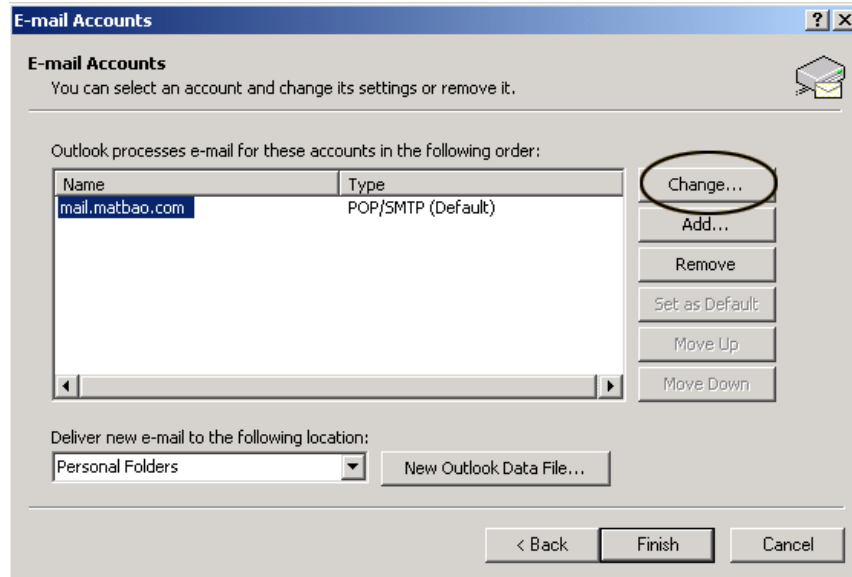 E-mail Accounts
E-mail Accounts
You can select an account and change its settings or remove it.
Outlook processes e-mail for these accounts in the following order:
Name Type
mail.matbao.com POP/SMTP (Default)
Change...
Add...
Remove
Set as Default
Move Up
Move Down
Deliver new e-mail to the following location:
Personal Folders New Outlook Data File...
< Back Finish Cancel